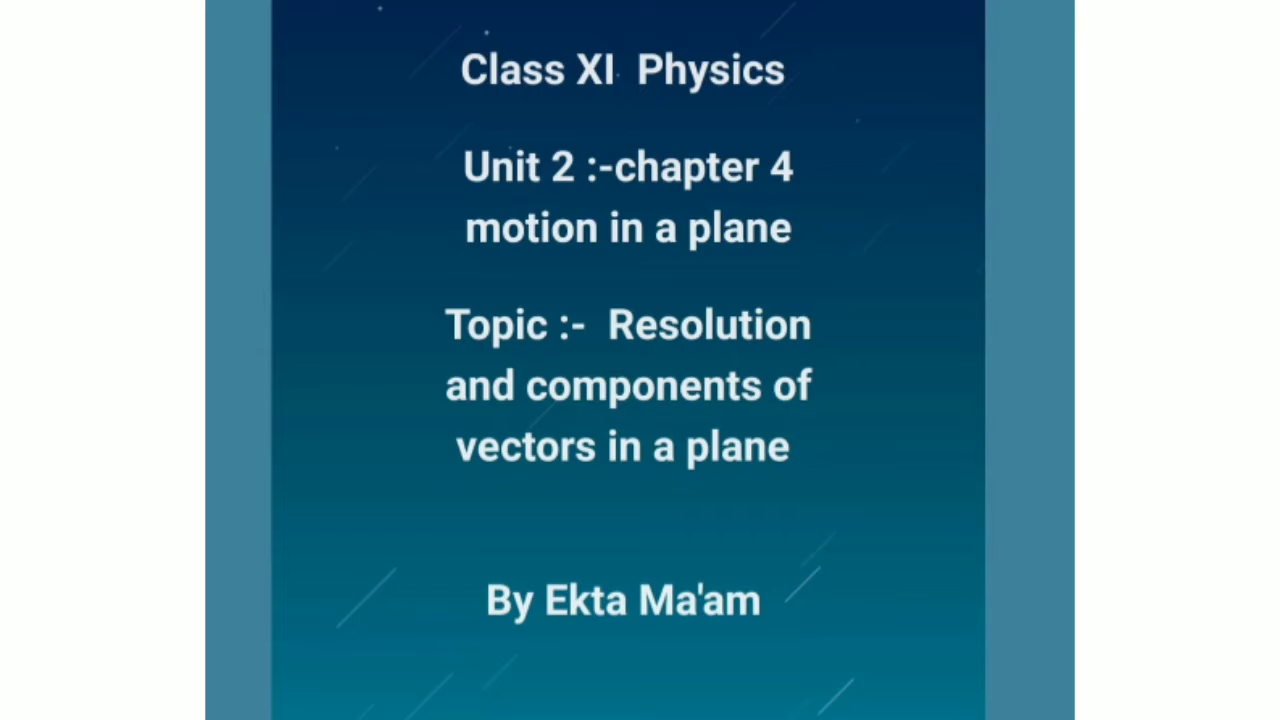 Class XI Physics
Unit 2 :-chapter 4
motion in a plane
Topic :- Resolution
and components of
vectors in a plane
By Ekta Ma'am